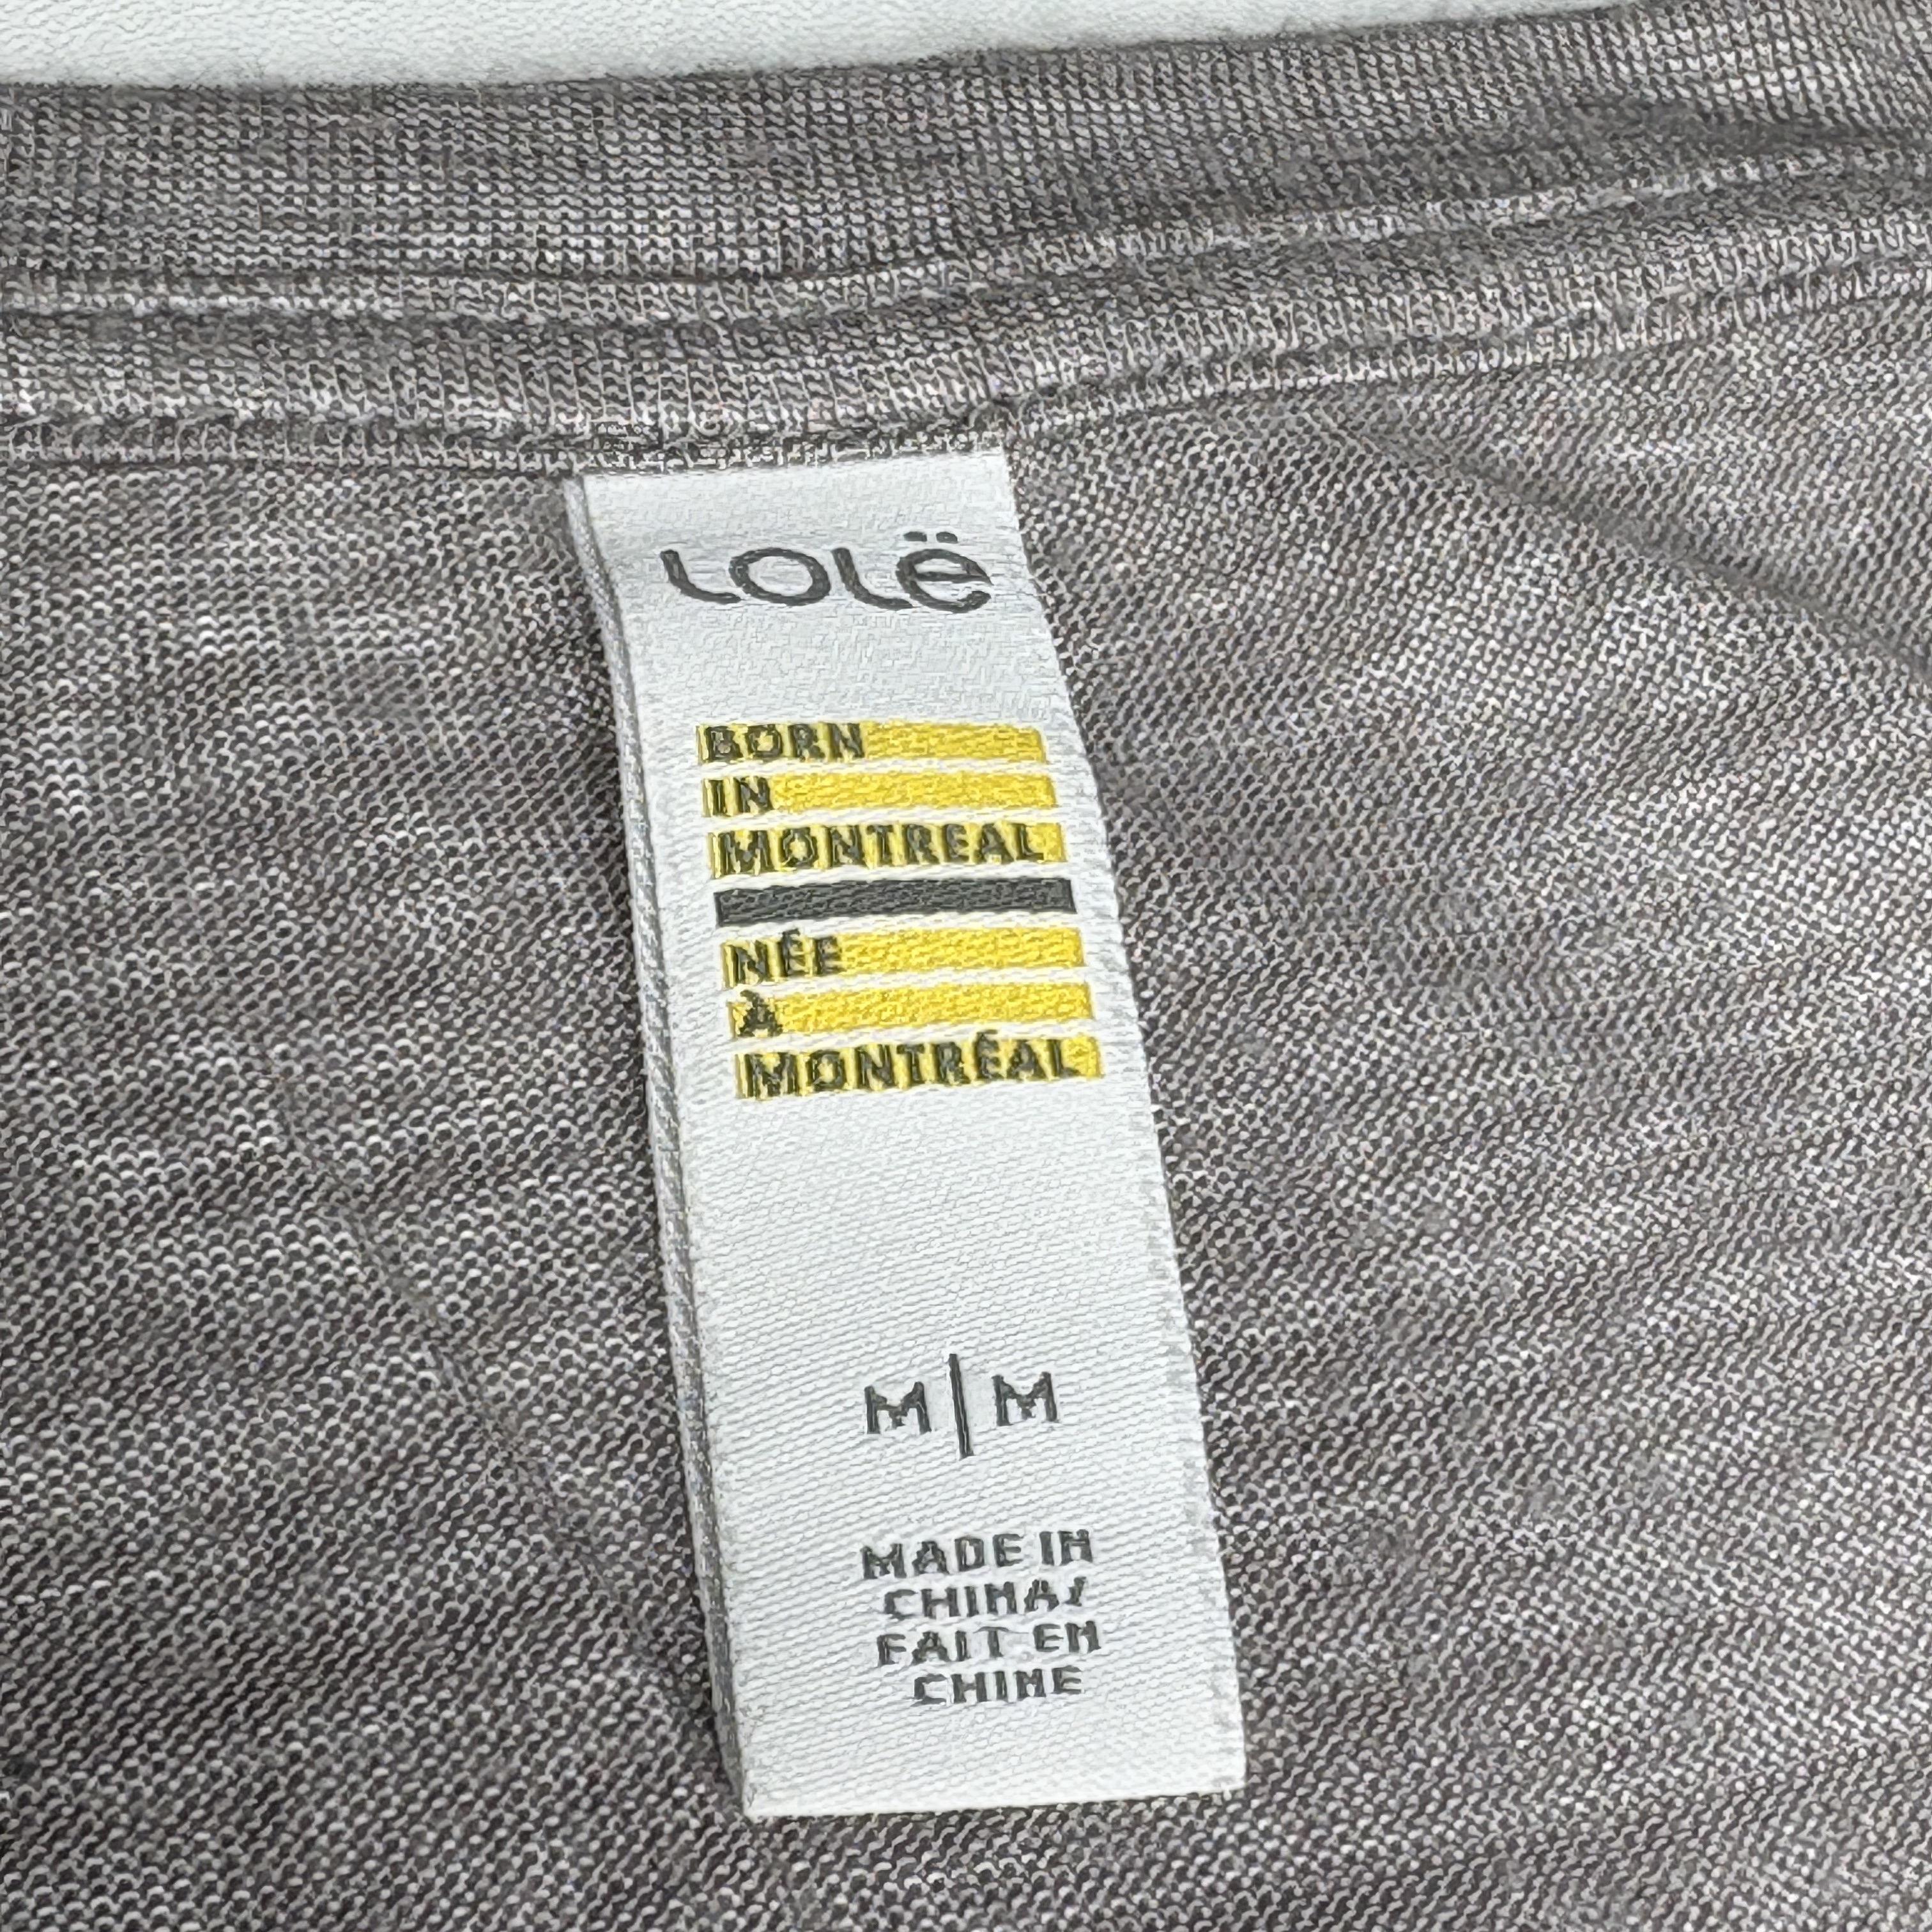 Lolë
BORN
IN
MONTREAL
NÉE
À
MONTRÉAL
M|M
MADE IN
CHINA/
FAIT EN
CHINE